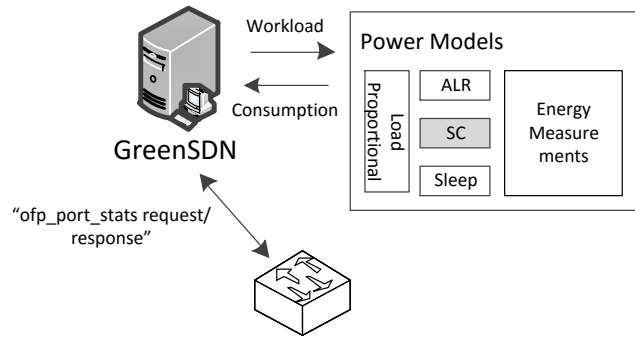 Workload
Consumption
GreenSDN
"ofp_port_stats request/
response"
Power Models
Load
Proportional
ALR
SC
Sleep
Energy
Measure
ments